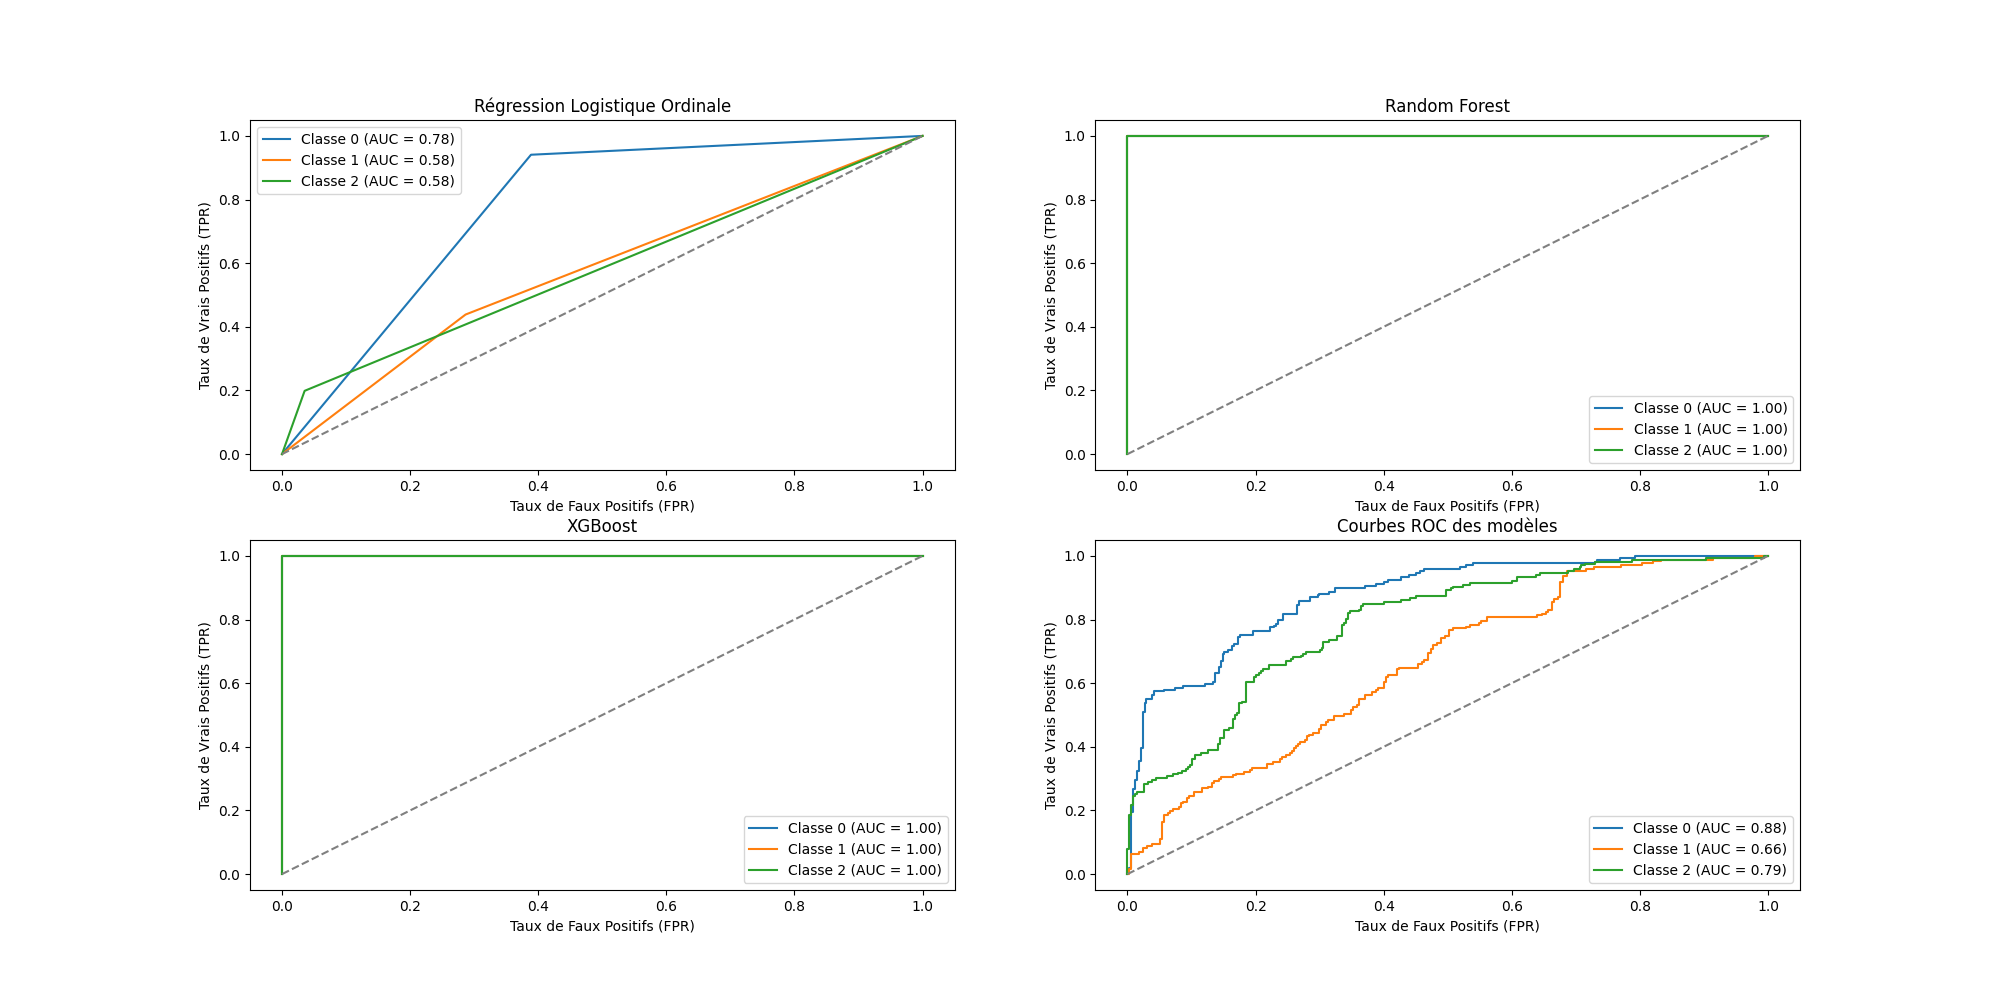 Régression Logistique Ordinale
Classe 0 (AUC = 0.78)
Classe 1 (AUC = 0.58)
Classe 2 (AUC = 0.58)
Taux de Vrais Positifs (TPR)
1.0
0.8
0.6
0.4
0.2
0.0
0.0 0.2 0.4 0.6 0.8 1.0
Taux de Faux Positifs (FPR)
Random Forest
Taux de Vrais Positifs (TPR)
1.0
0.8
0.6
0.4
0.2
0.0
Classe 0 (AUC = 1.00)
Classe 1 (AUC = 1.00)
Classe 2 (AUC = 1.00)
0.0 0.2 0.4 0.6 0.8 1.0
Taux de Faux Positifs (FPR)
XGBoost
Taux de Vrais Positifs (TPR)
1.0
0.8
0.6
0.4
0.2
0.0
Classe 0 (AUC = 1.00)
Classe 1 (AUC = 1.00)
Classe 2 (AUC = 1.00)
0.0 0.2 0.4 0.6 0.8 1.0
Taux de Faux Positifs (FPR)
Courbes ROC des modèles
Taux de Vrais Positifs (TPR)
1.0
0.8
0.6
0.4
0.2
0.0
Classe 0 (AUC = 0.88)
Classe 1 (AUC = 0.66)
Classe 2 (AUC = 0.79)
0.0 0.2 0.4 0.6 0.8 1.0
Taux de Faux Positifs (FPR)